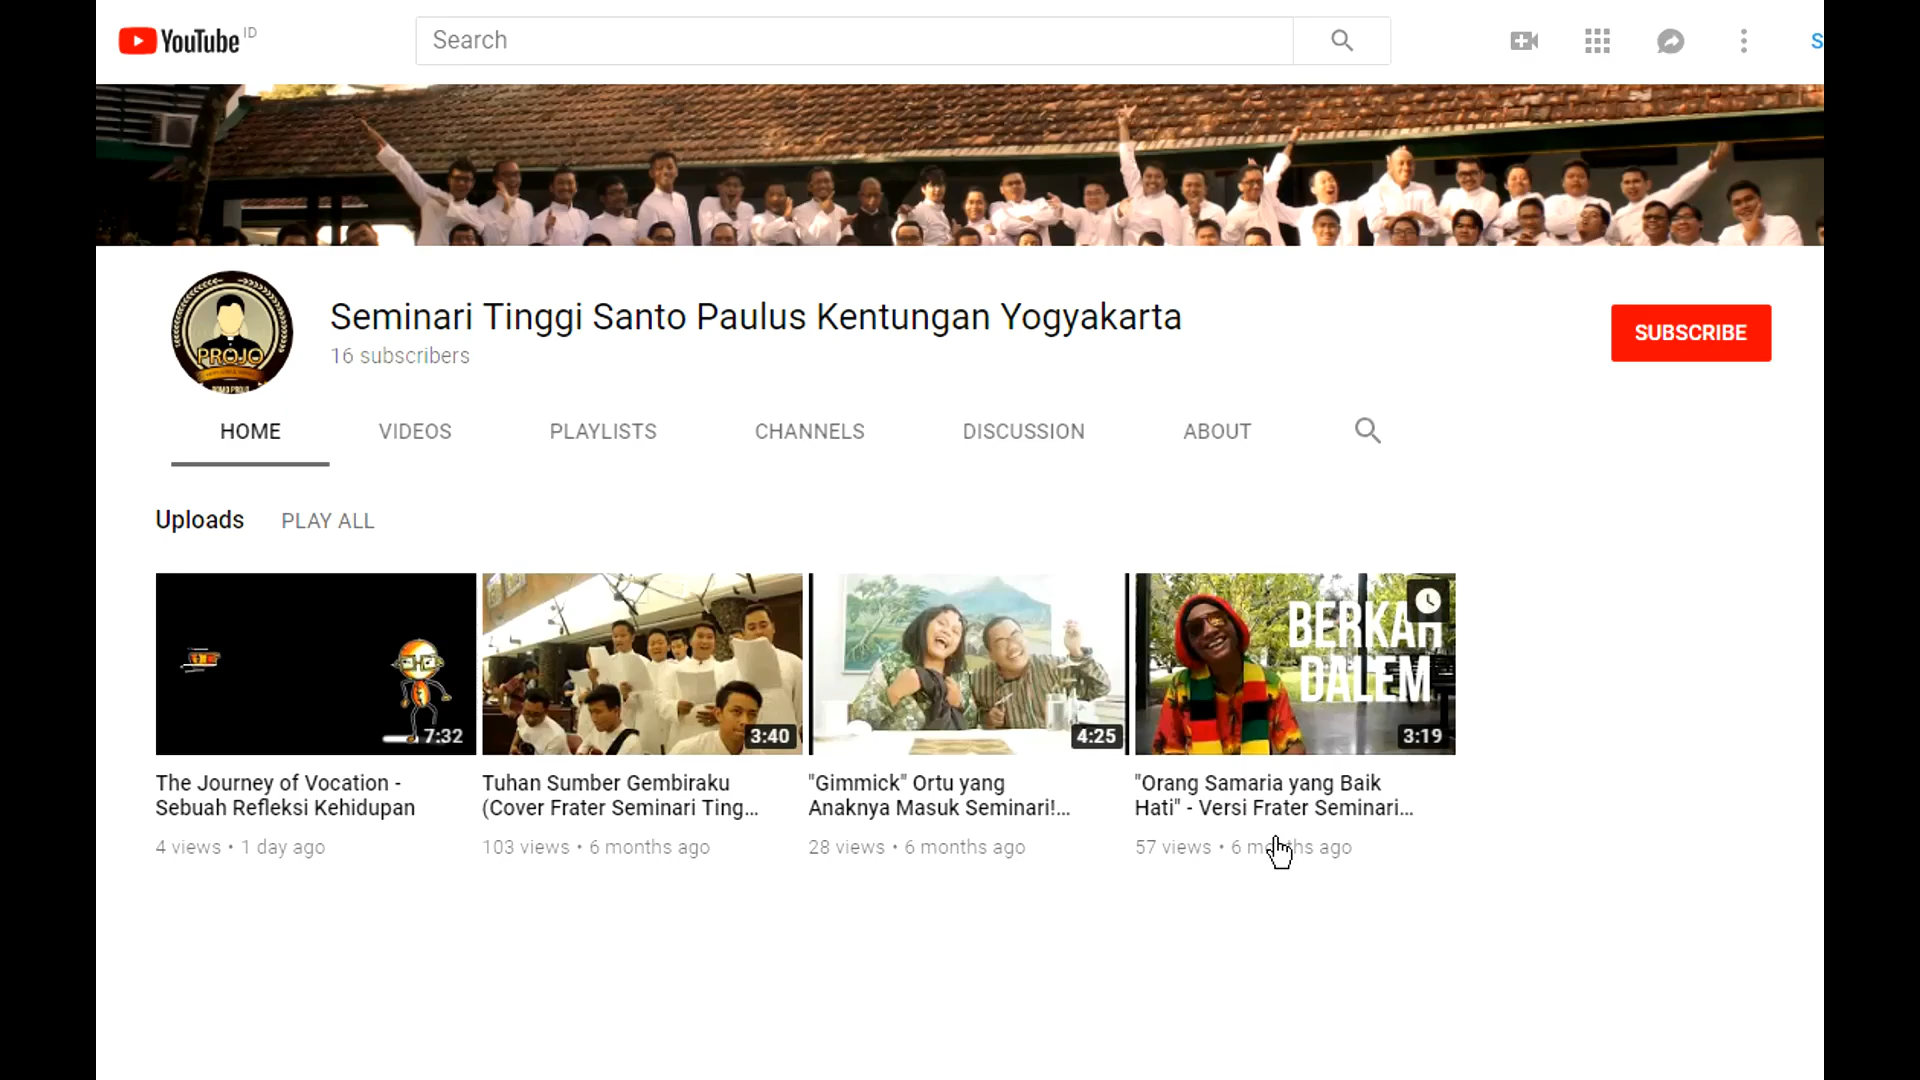 YouTube ID
Search
S
Seminari Tinggi Santo Paulus Kentungan Yogyakarta
16 subscribers
SUBSCRIBE
PROJO
HOME VIDEOS PLAYLISTS CHANNELS DISCUSSION ABOUT
Uploads PLAY ALL
7:32
3:40
4:25
BERKAH
DALEM
3:19
The Journey of Vocation -
Sebuah Refleksi Kehidupan
4 views • 1 day ago
Tuhan Sumber Gembiraku
(Cover Frater Seminari Ting...
103 views • 6 months ago
"Gimmick" Ortu yang
Anaknya Masuk Seminari!...
28 views • 6 months ago
"Orang Samaria yang Baik
Hati" - Versi Frater Seminari...
57 views • 6 months ago